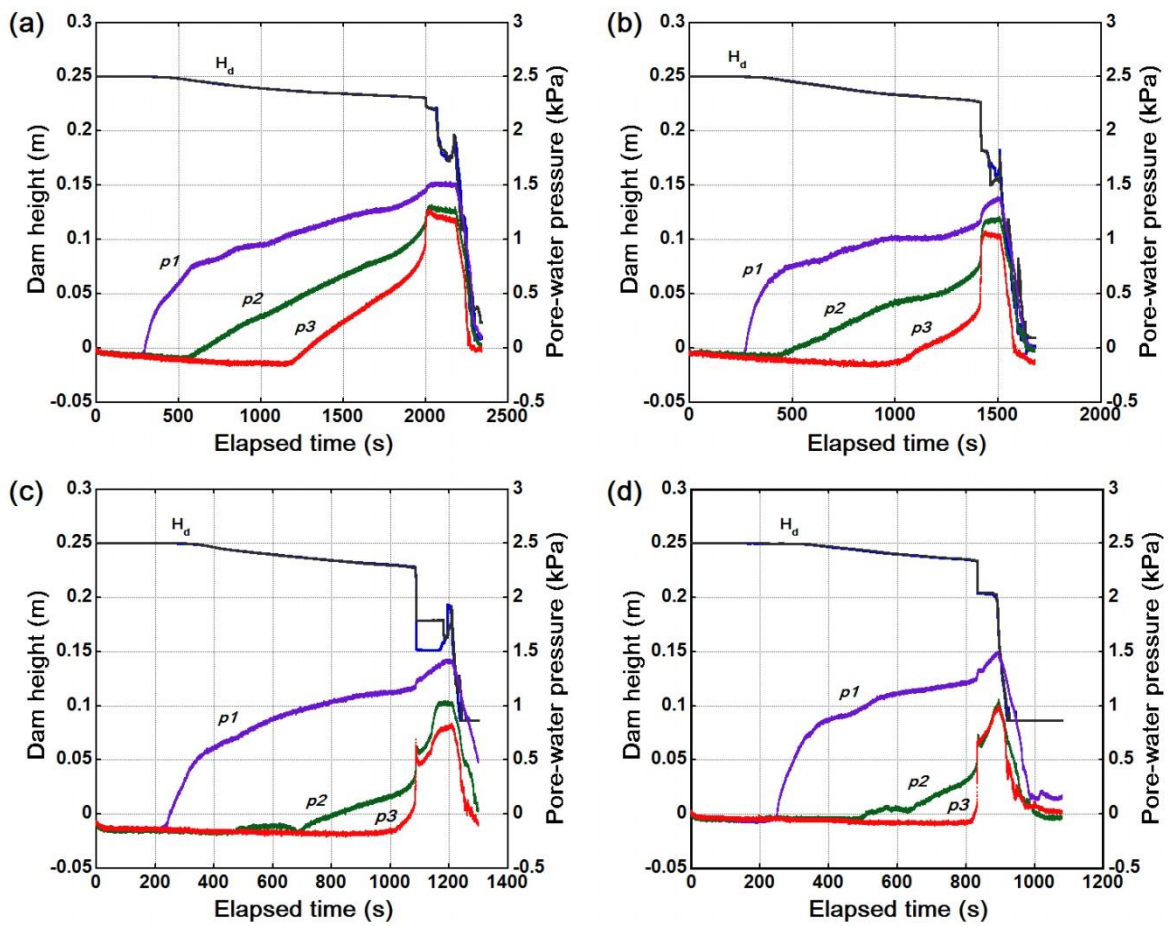 (a)
0.3
0.25
0.2
0.15
0.1
0.05
0
-0.05
Dam height (m)
H_d
p1
p2
p3
3
2.5
2
1.5
1
0.5
0
-0.5
Pore-water pressure (kPa)
0 500 1000 1500 2000 2500
Elapsed time (s)
(b)
0.3
0.25
0.2
0.15
0.1
0.05
0
-0.05
Dam height (m)
H_d
p1
p2
p3
3
2.5
2
1.5
1
0.5
0
-0.5
Pore-water pressure (kPa)
0 500 1000 1500 2000
Elapsed time (s)
(c)
0.3
0.25
0.2
0.15
0.1
0.05
0
-0.05
Dam height (m)
H_d
p1
p2
p3
3
2.5
2
1.5
1
0.5
0
-0.5
Pore-water pressure (kPa)
0 200 400 600 800 1000 1200 1400
Elapsed time (s)
(d)
0.3
0.25
0.2
0.15
0.1
0.05
0
-0.05
Dam height (m)
H_d
p1
p2
p3
3
2.5
2
1.5
1
0.5
0
-0.5
Pore-water pressure (kPa)
0 200 400 600 800 1000 1200
Elapsed time (s)